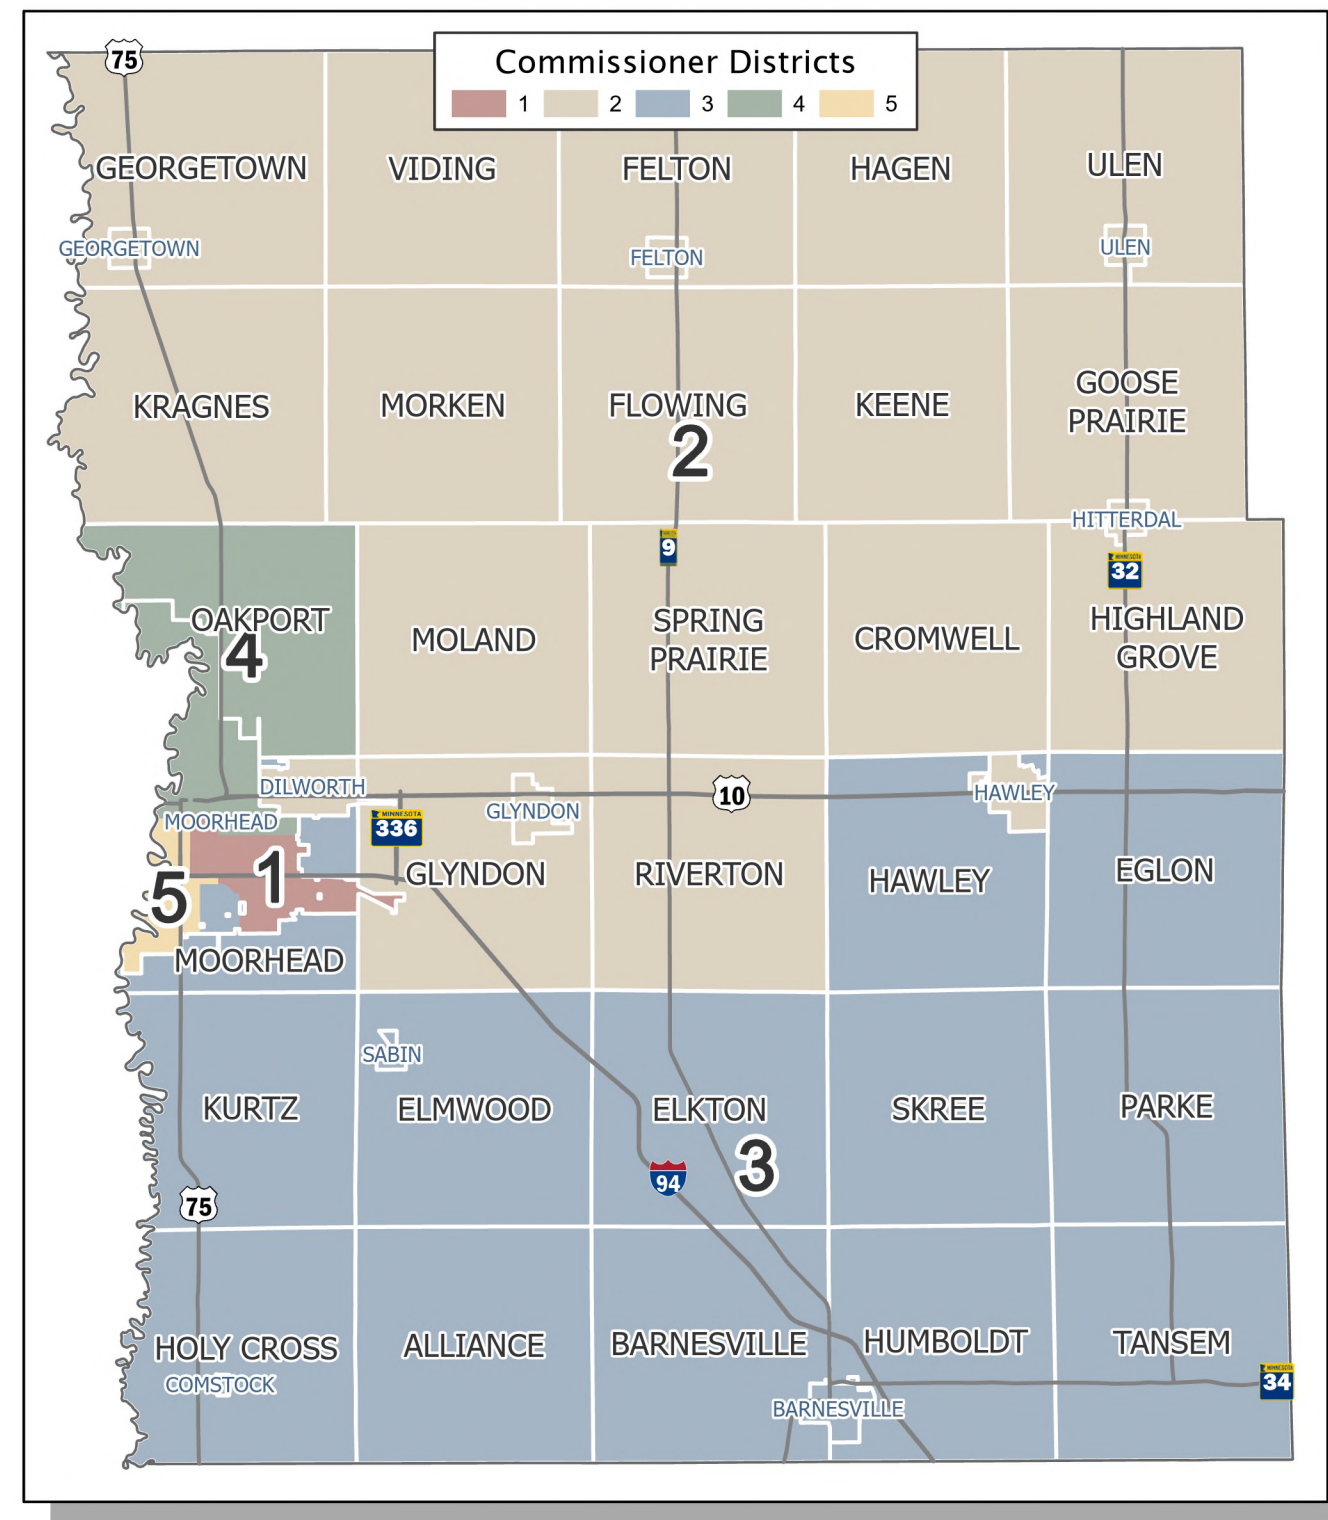 Commissioner Districts
1 2 3 4 5
75
GEORGETOWN
VIDING
FELTON
HAGEN
ULEN
GEORGETOWN
FELTON
ULEN
KRAGNES
MORKEN
FLOWING
KEENE
GOOSE
PRAIRIE
2
HITTERDAL
9
MINNESOTA
32
OAKPORT
4
MOLAND
SPRING
PRAIRIE
CROMWELL
HIGHLAND
GROVE
DILWORTH
10
HAWLEY
GLYNDON
MOORHEAD
MINNESOTA
336
1
5
GLYNDON
RIVERTON
HAWLEY
EGLON
MOORHEAD
SABIN
KURTZ
ELMWOOD
ELKTON
SKREE
PARKE
3
94
75
HOLY CROSS
ALLIANCE
BARNESVILLE
HUMBOLDT
TANSEM
COMSTOCK
MINNESOTA
34
BARNESVILLE